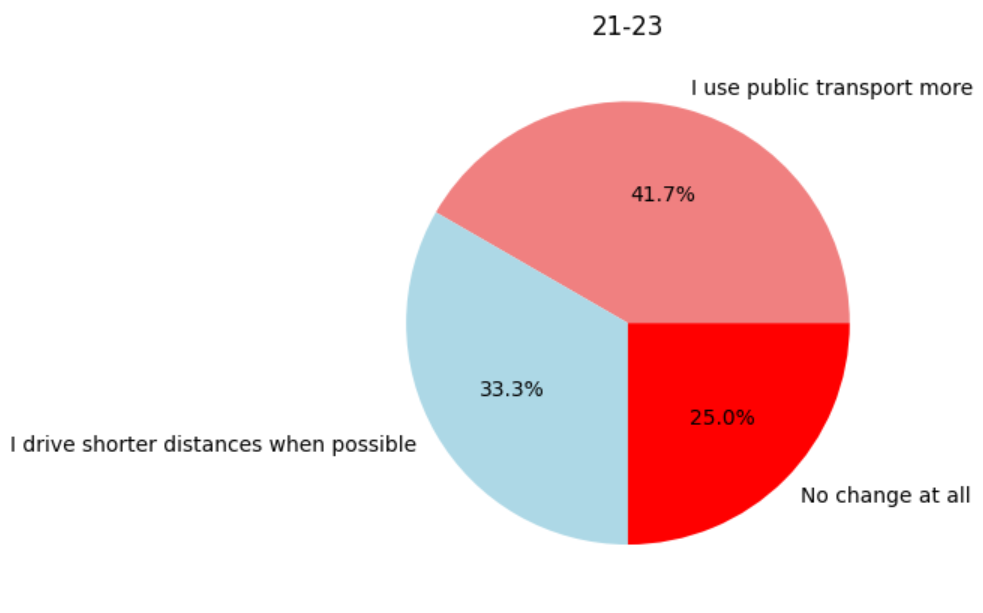 21-23
I use public transport more
41.7%
33.3%
25.0%
I drive shorter distances when possible
No change at all